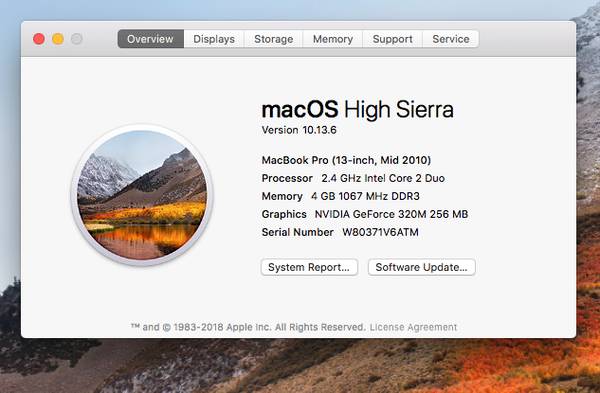 Overview Displays Storage Memory Support Service
macOS High Sierra
Version 10.13.6
MacBook Pro (13-inch, Mid 2010)
Processor 2.4 GHz Intel Core 2 Duo
Memory 4 GB 1067 MHz DDR3
Graphics NVIDIA GeForce 320M 256 MB
Serial Number W80371V6ATM
System Report... Software Update...
™ and © 1983-2018 Apple Inc. All Rights Reserved. License Agreement